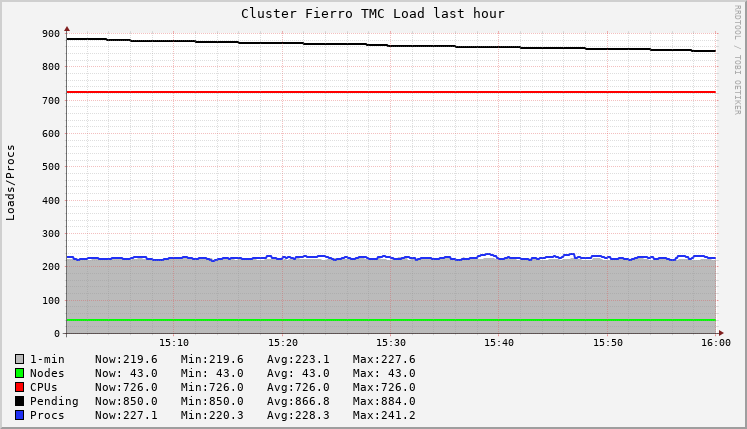 Cluster Fierro TMC Load last hour
RRDTOOL / TOBI OETIKER
Loads/Procs
900
800
700
600
500
400
300
200
100
0
15:10 15:20 15:30 15:40 15:50 16:00
1-min Now:219.6 Min:219.6 Avg:223.1 Max:227.6
Nodes Now: 43.0 Min: 43.0 Avg: 43.0 Max: 43.0
CPUs Now:726.0 Min:726.0 Avg:726.0 Max:726.0
Pending Now:850.0 Min:850.0 Avg:866.8 Max:884.0
Procs Now:227.1 Min:220.3 Avg:228.3 Max:241.2